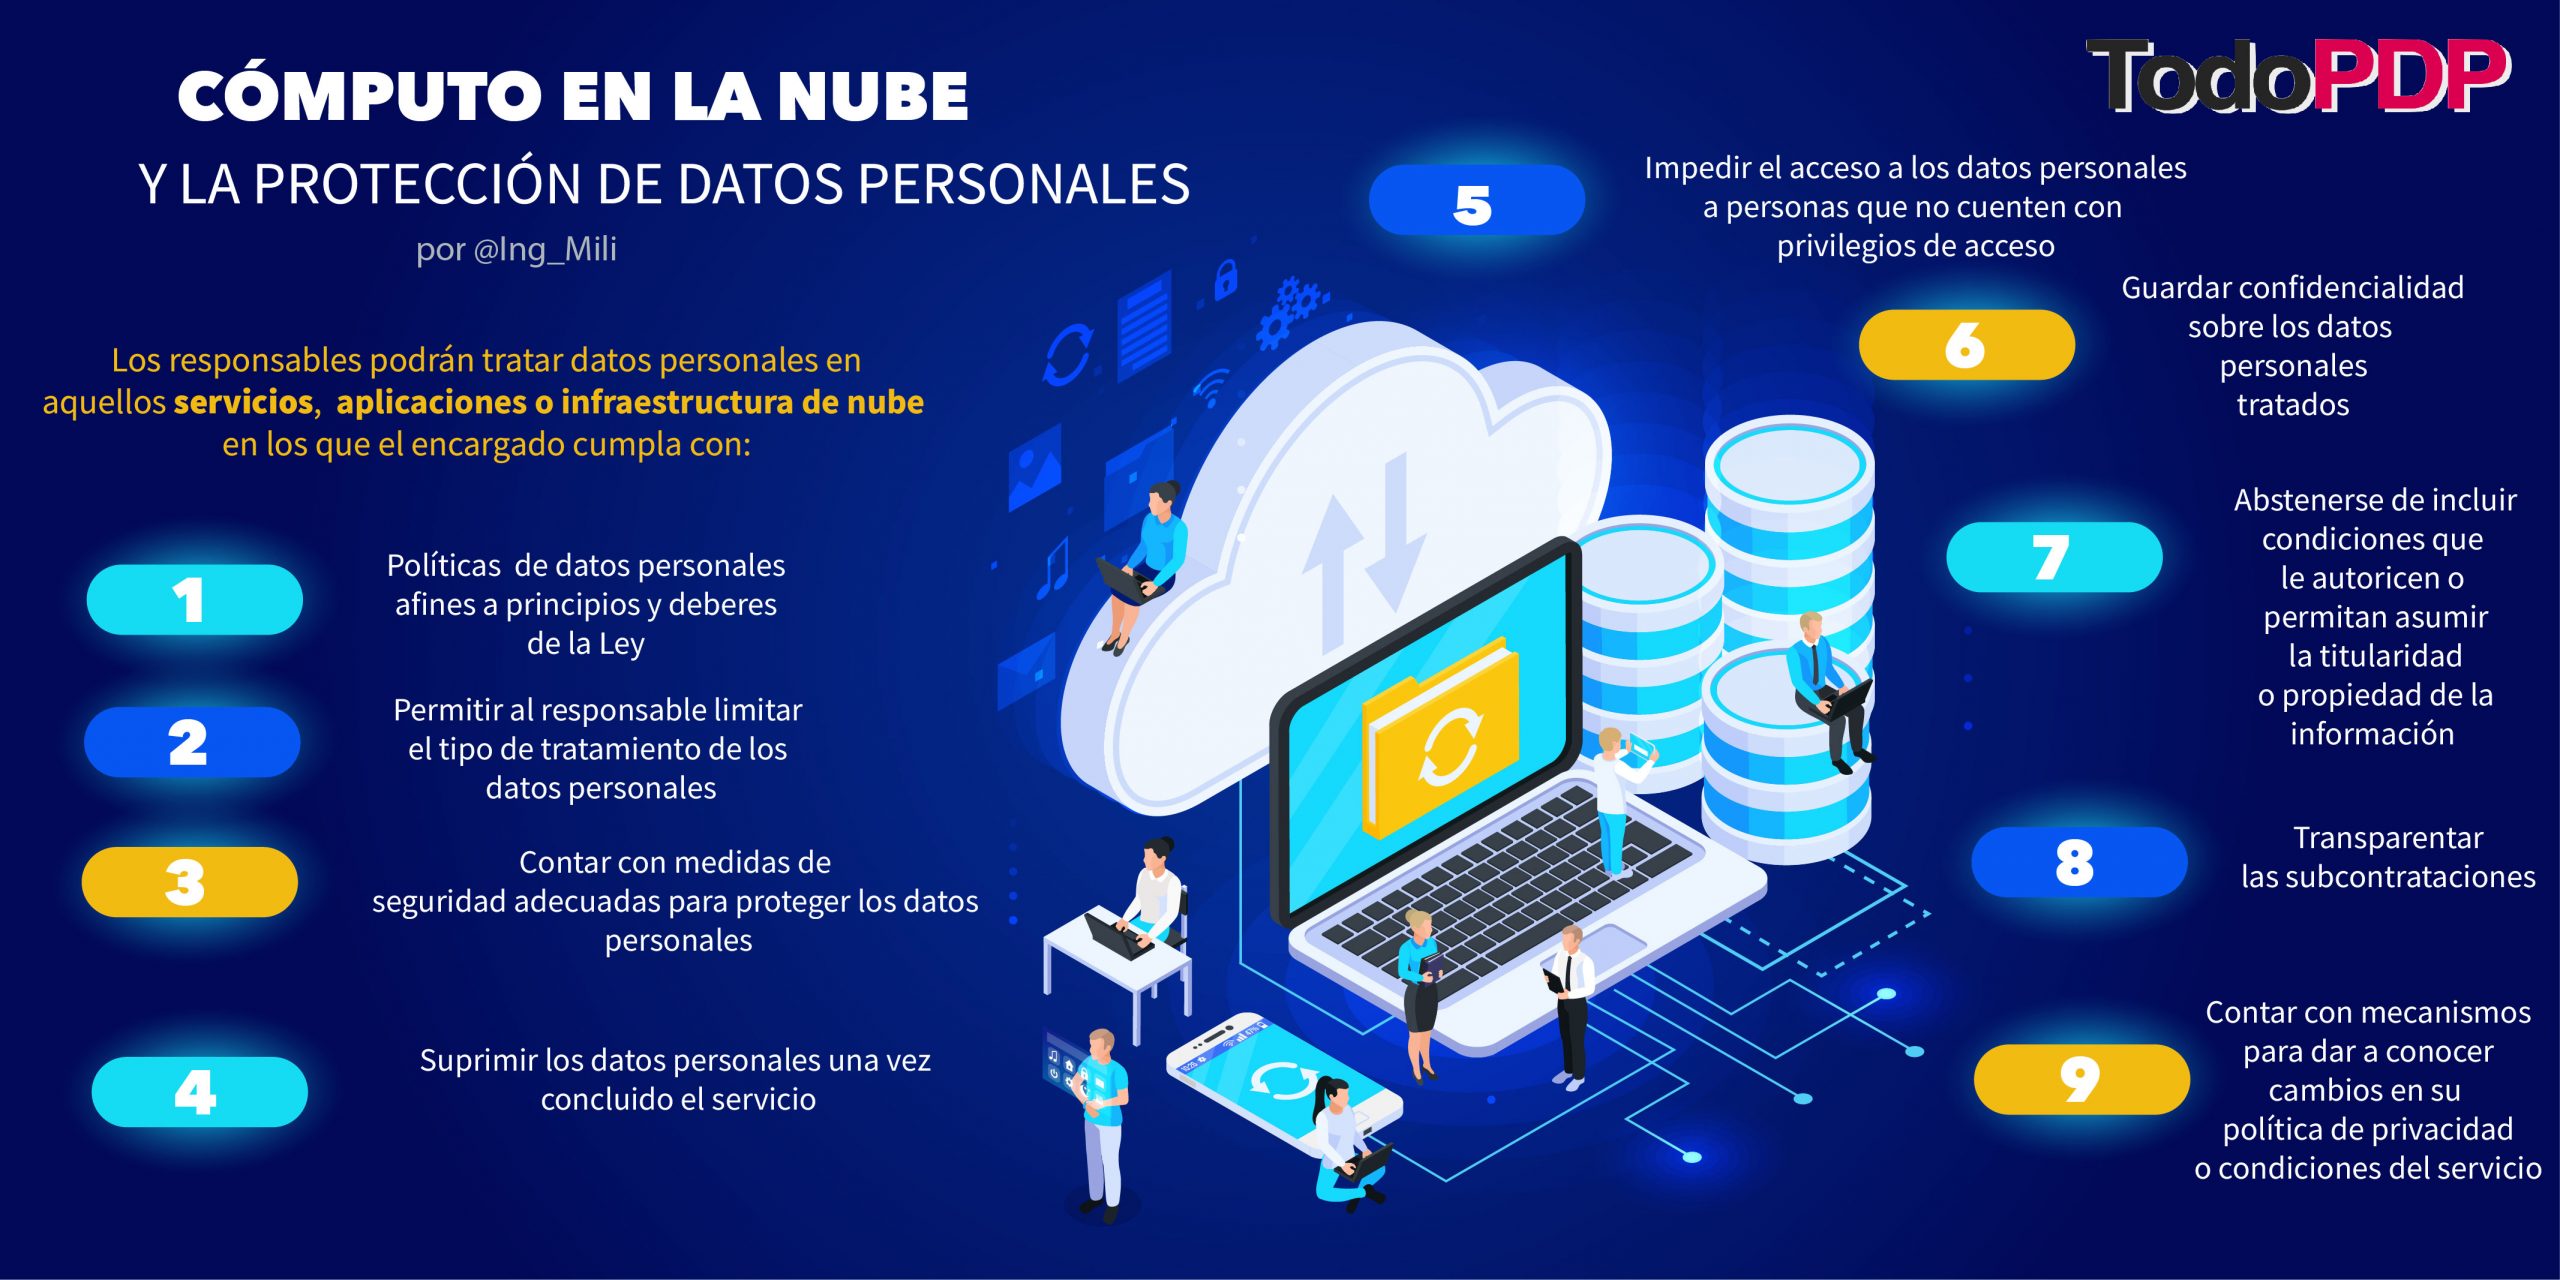 CÓMPUTO EN LA NUBE
Y LA PROTECCIÓN DE DATOS PERSONALES
por @Ing_Mili
TodoPDP
Los responsables podrán tratar datos personales en
aquellos servicios, aplicaciones o infraestructura de nube
en los que el encargado cumpla con:
1
Políticas de datos personales
afines a principios y deberes
de la Ley
2
Permitir al responsable limitar
el tipo de tratamiento de los
datos personales
3
Contar con medidas de
seguridad adecuadas para proteger los datos
personales
4
Suprimir los datos personales una vez
concluido el servicio
5
Impedir el acceso a los datos personales
a personas que no cuenten con
privilegios de acceso
6
Guardar confidencialidad
sobre los datos
personales
tratados
7
Abstenerse de incluir
condiciones que
le autoricen o
permitan asumir
la titularidad
o propiedad de la
información
8
Transparentar
las subcontrataciones
9
Contar con mecanismos
para dar a conocer
cambios en su
política de privacidad
o condiciones del servicio
10:28
47%